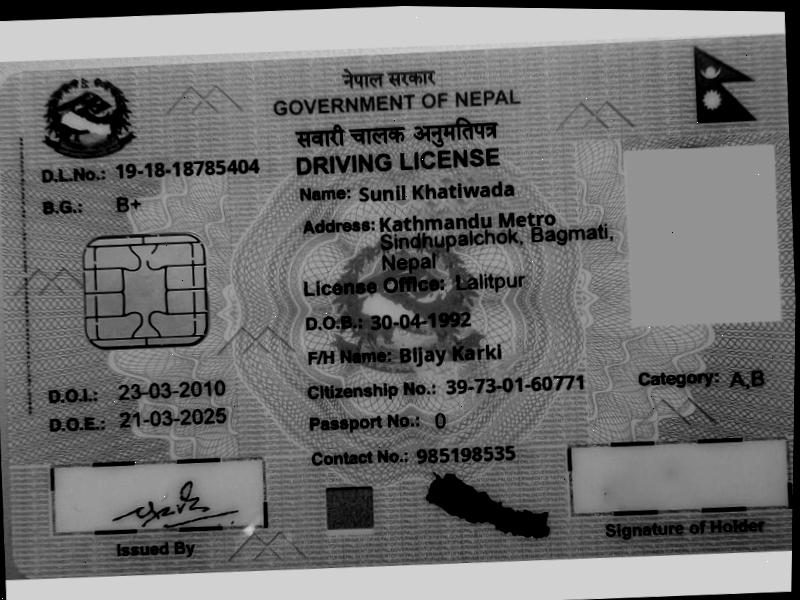 नेपाल सरकार
GOVERNMENT OF NEPAL
सवारी चालक अनुमतिपत्र
DRIVING LICENSE
D.L.No.: 19-18-18785404
B.G.: B+
Name: Sunil Khatiwada
Address: Kathmandu Metro
Sindhupalchok, Bagmati,
Nepal
License Office: Lalitpur
D.O.B.: 30-04-1992
F/H Name: Bijay Karki
D.O.I.: 23-03-2010
Citizenship No.: 39-73-01-60771
Category: A,B
D.O.E.: 21-03-2025
Passport No.: 0
Contact No.: 985198535
Issued By
Signature of Holder